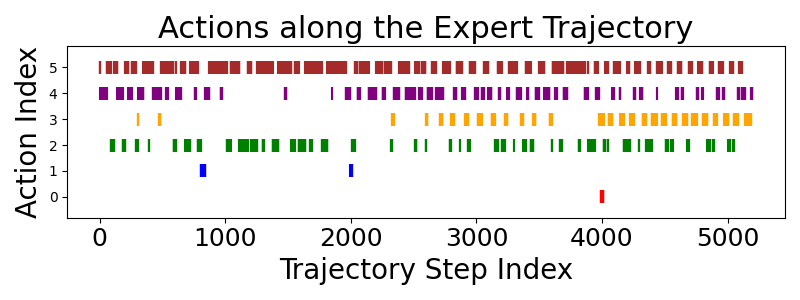 Actions along the Expert Trajectory
Action Index
5
4
3
2
1
0
0 1000 2000 3000 4000 5000
Trajectory Step Index